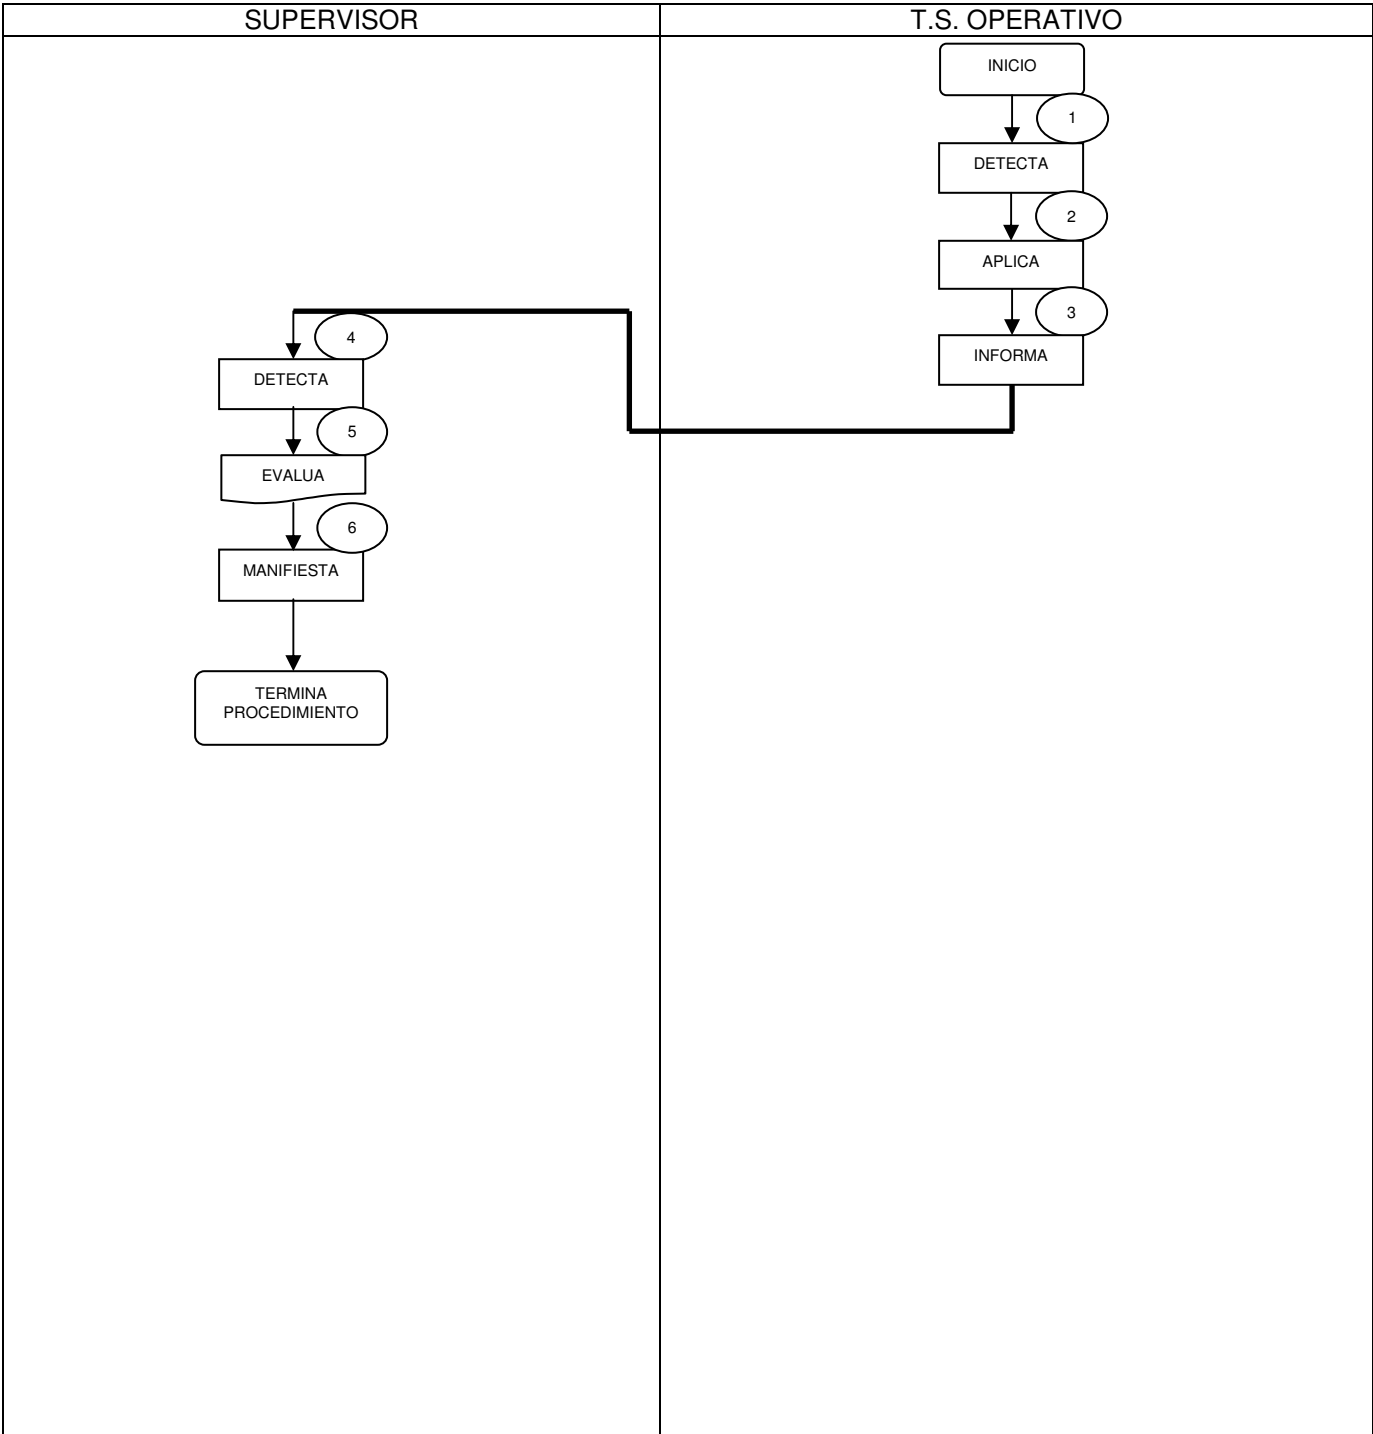 SUPERVISOR
T.S. OPERATIVO
INICIO
1
DETECTA
2
APLICA
3
INFORMA
4
DETECTA
5
EVALUA
6
MANIFIESTA
TERMINA
PROCEDIMIENTO